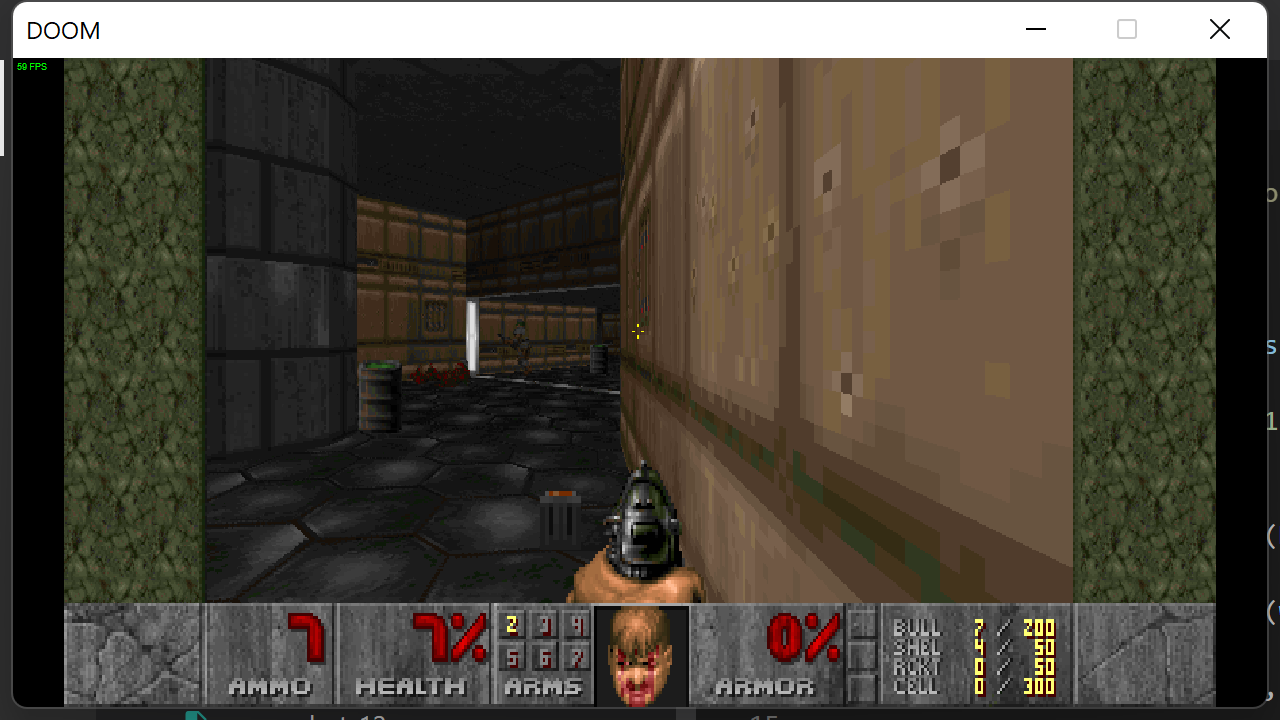 DOOM
59 FPS
7
AMMO
7%
HEALTH
2 3 4
5 6 7
ARMS
0%
ARMOR
BULL 7 / 200
SHEL 4 / 50
RCKT 0 / 50
CELL 0 / 300